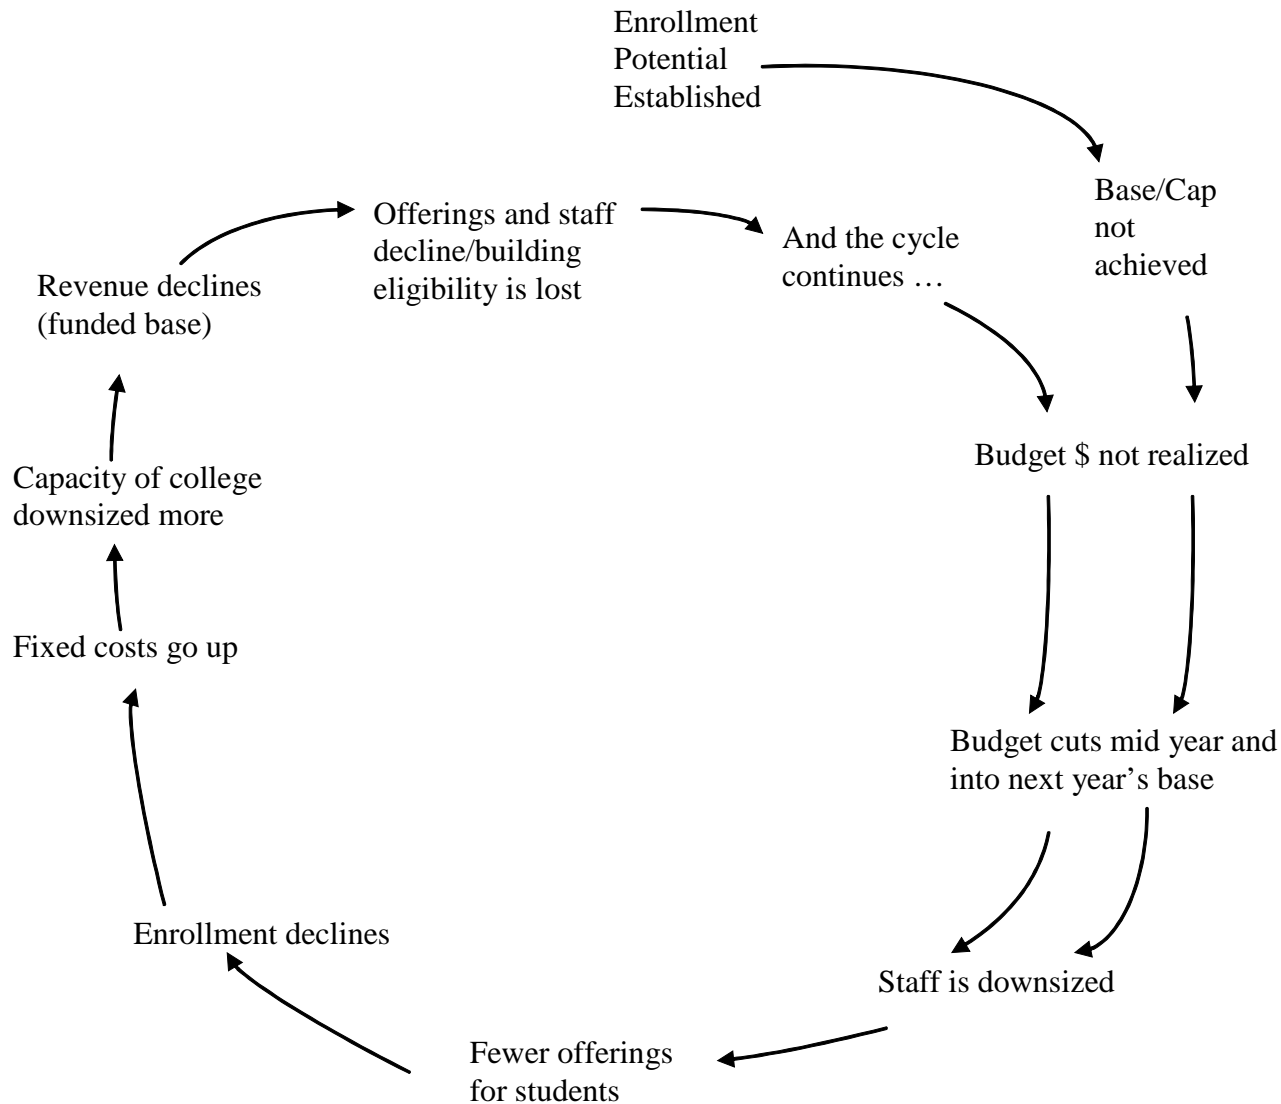 Enrollment
Potential
Established
Base/Cap
not
achieved
Budget $ not realized
Budget cuts mid year and
into next year’s base
Staff is downsized
Fewer offerings
for students
Enrollment declines
Fixed costs go up
Capacity of college
downsized more
Revenue declines
(funded base)
Offerings and staff
decline/building
eligibility is lost
And the cycle
continues …